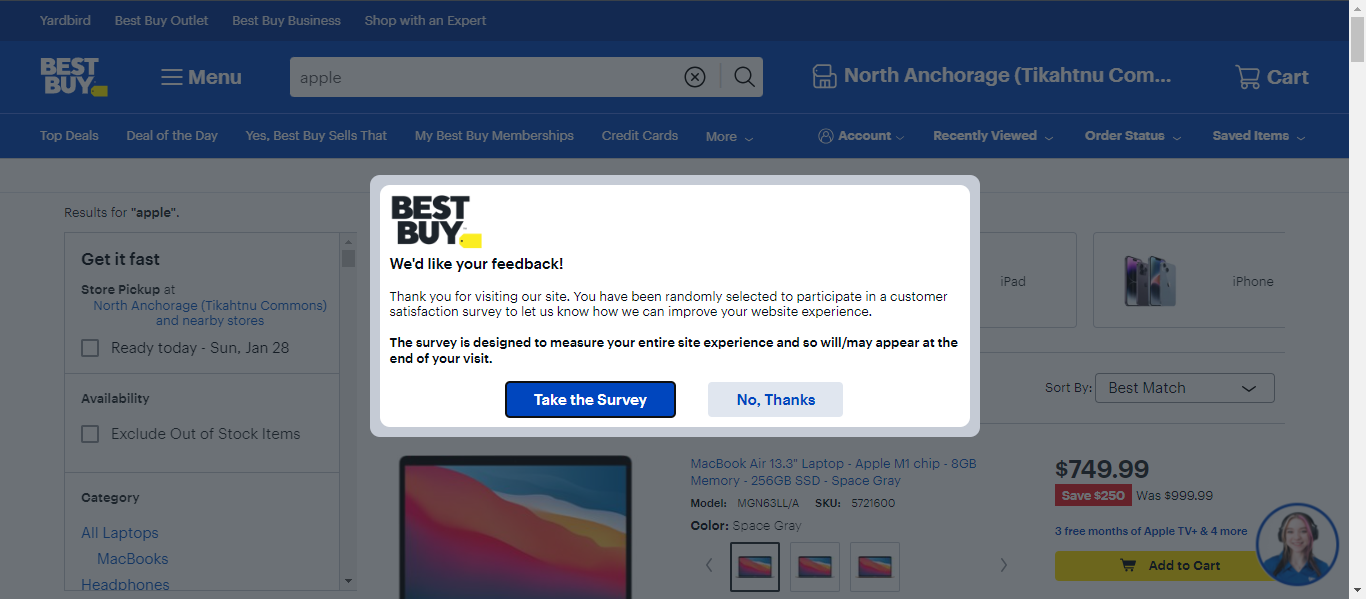 Yardbird Best Buy Outlet Best Buy Business Shop with an Expert
BEST
BUY
Menu
apple
North Anchorage (Tikahtnu Com...
Cart
Top Deals Deal of the Day Yes, Best Buy Sells That My Best Buy Memberships Credit Cards More
Account Recently Viewed Order Status Saved Items
Results for "apple".
Get it fast
Store Pickup at
North Anchorage (Tikahtnu Commons)
and nearby stores
Ready today - Sun, Jan 28
Availability
Exclude Out of Stock Items
Category
All Laptops
MacBooks
Headphones
BEST
BUY
We'd like your feedback!
Thank you for visiting our site. You have been randomly selected to participate in a customer
satisfaction survey to let us know how we can improve your website experience.
The survey is designed to measure your entire site experience and so will/may appear at the
end of your visit.
Take the Survey
No, Thanks
iPad
iPhone
Sort By: Best Match
MacBook Air 13.3" Laptop - Apple M1 chip - 8GB
Memory - 256GB SSD - Space Gray
Model: MGN63LL/A SKU: 5721600
Color: Space Gray
$749.99
Save $250 Was $999.99
3 free months of Apple TV+ & 4 more
Add to Cart